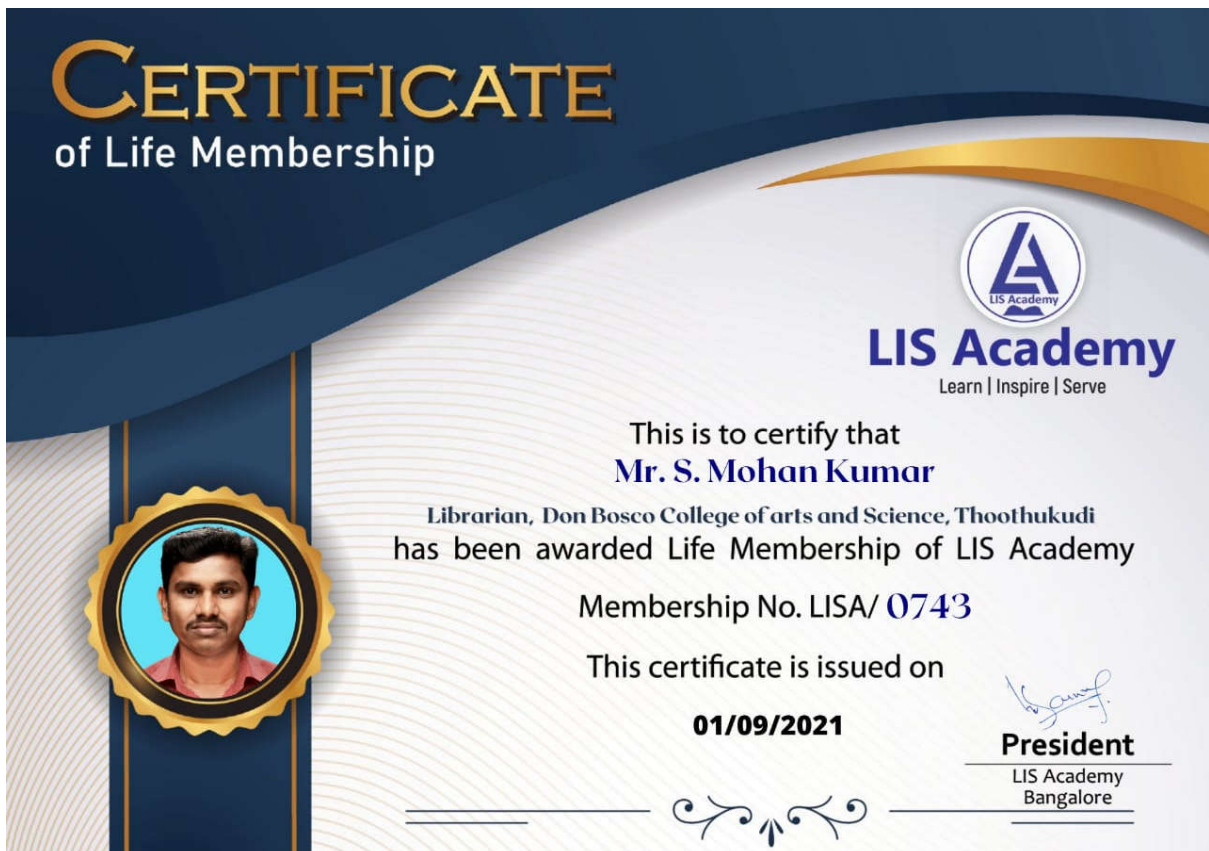 CERTIFICATE
of Life Membership
LIS Academy
LIS Academy
Learn | Inspire | Serve
This is to certify that
Mr. S. Mohan Kumar
Librarian, Don Bosco College of arts and Science, Thoothukudi
has been awarded Life Membership of LIS Academy
Membership No. LISA/ 0743
This certificate is issued on
01/09/2021
President
LIS Academy
Bangalore